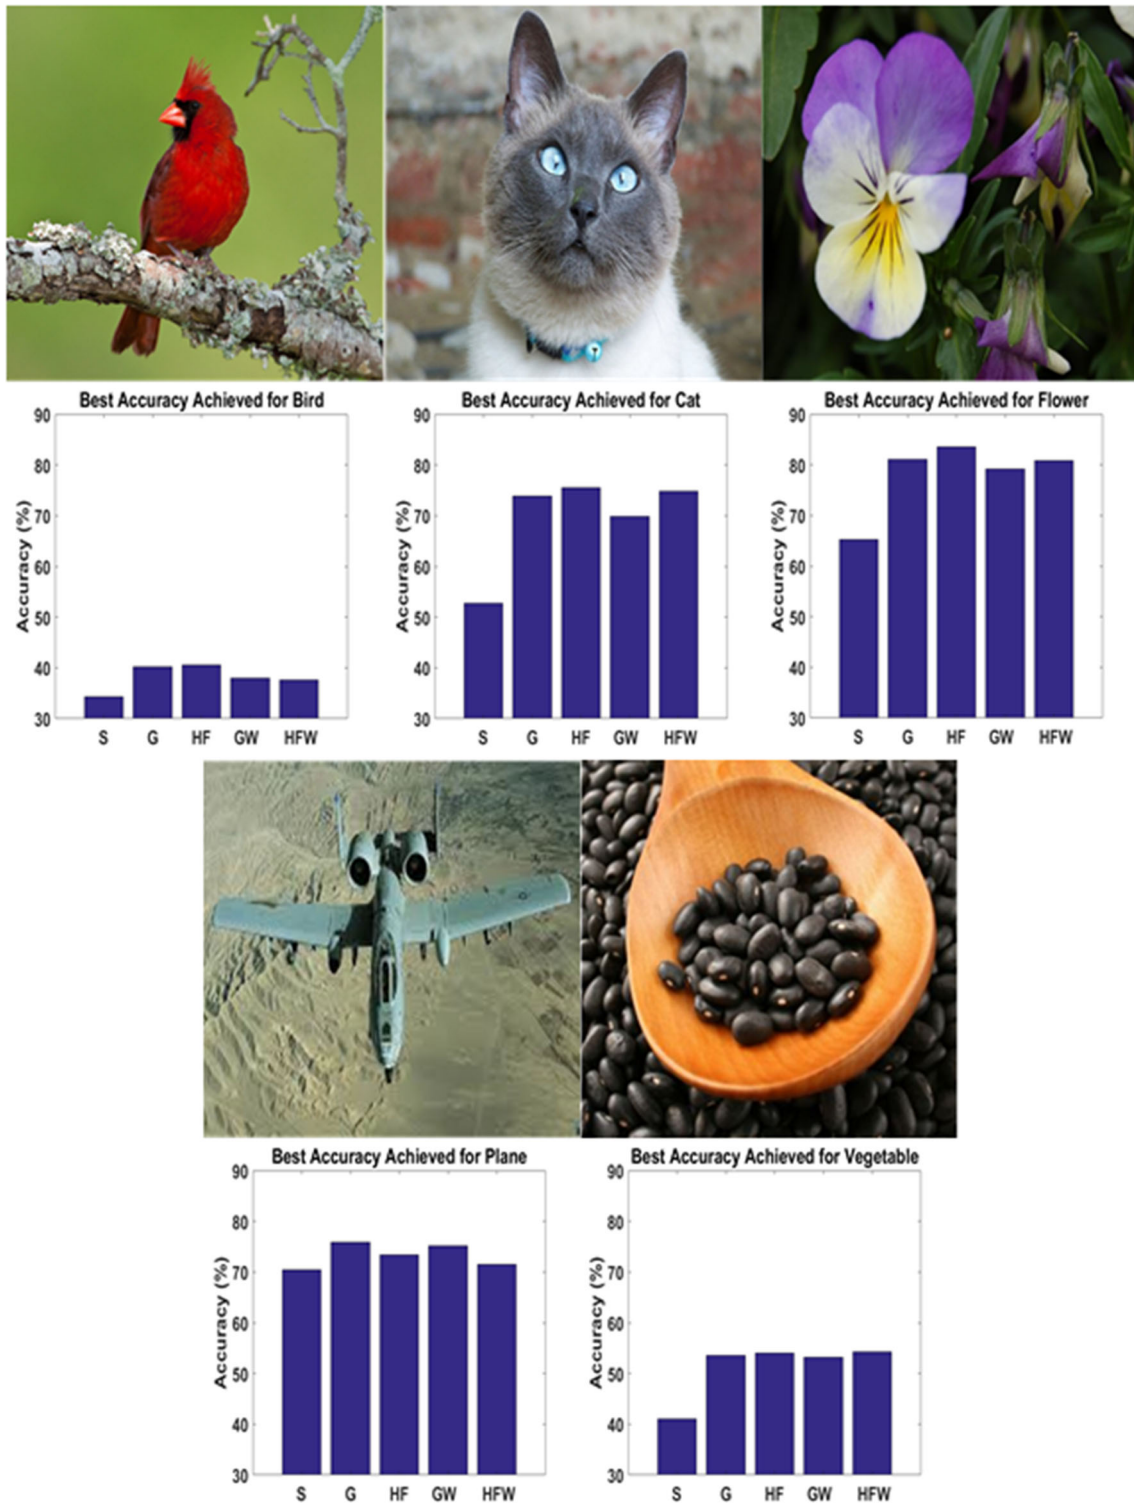 Best Accuracy Achieved for Bird
90
80
70
60
50
40
30
Accuracy (%)
S G HF GW HFW
Best Accuracy Achieved for Cat
90
80
70
60
50
40
30
Accuracy (%)
S G HF GW HFW
Best Accuracy Achieved for Flower
90
80
70
60
50
40
30
Accuracy (%)
S G HF GW HFW
Best Accuracy Achieved for Plane
90
80
70
60
50
40
30
Accuracy (%)
S G HF GW HFW
Best Accuracy Achieved for Vegetable
90
80
70
60
50
40
30
Accuracy (%)
S G HF GW HFW